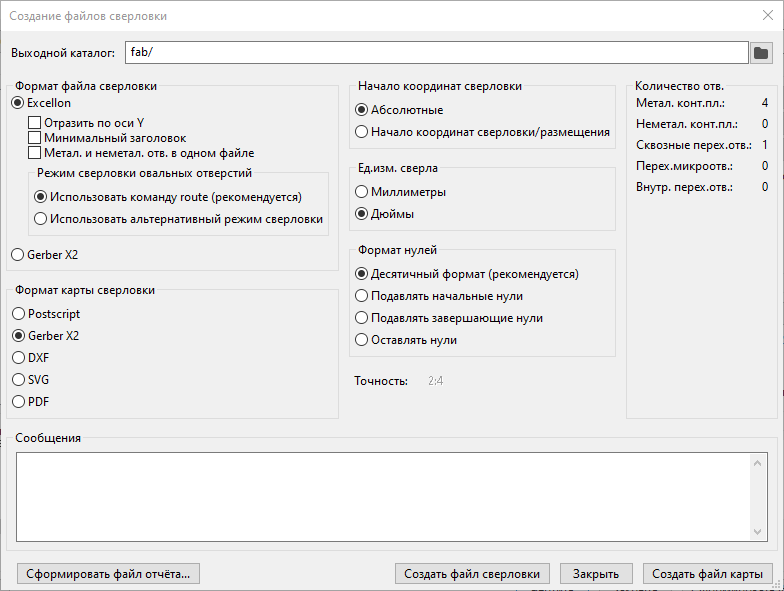 Создание файлов сверловки
Выходной каталог: fab/
Формат файла сверловки
Excellon
Отразить по оси Y
Минимальный заголовок
Метал. и неметал. отв. в одном файле
Режим сверловки овальных отверстий
Использовать команду route (рекомендуется)
Использовать альтернативный режим сверловки
Gerber X2
Формат карты сверловки
Postscript
Gerber X2
DXF
SVG
PDF
Начало координат сверловки
Абсолютные
Начало координат сверловки/размещения
Ед.изм. сверла
Миллиметры
Дюймы
Формат нулей
Десятичный формат (рекомендуется)
Подавлять начальные нули
Подавлять завершающие нули
Оставлять нули
Точность: 2:4
Количество отв.
Метал. конт.пл.: 4
Неметал. конт.пл.: 0
Сквозные перех.отв.: 1
Перех.микроотв.: 0
Внутр. перех.отв.: 0
Сообщения
Сформировать файл отчёта... Создать файл сверловки Закрыть Создать файл карты